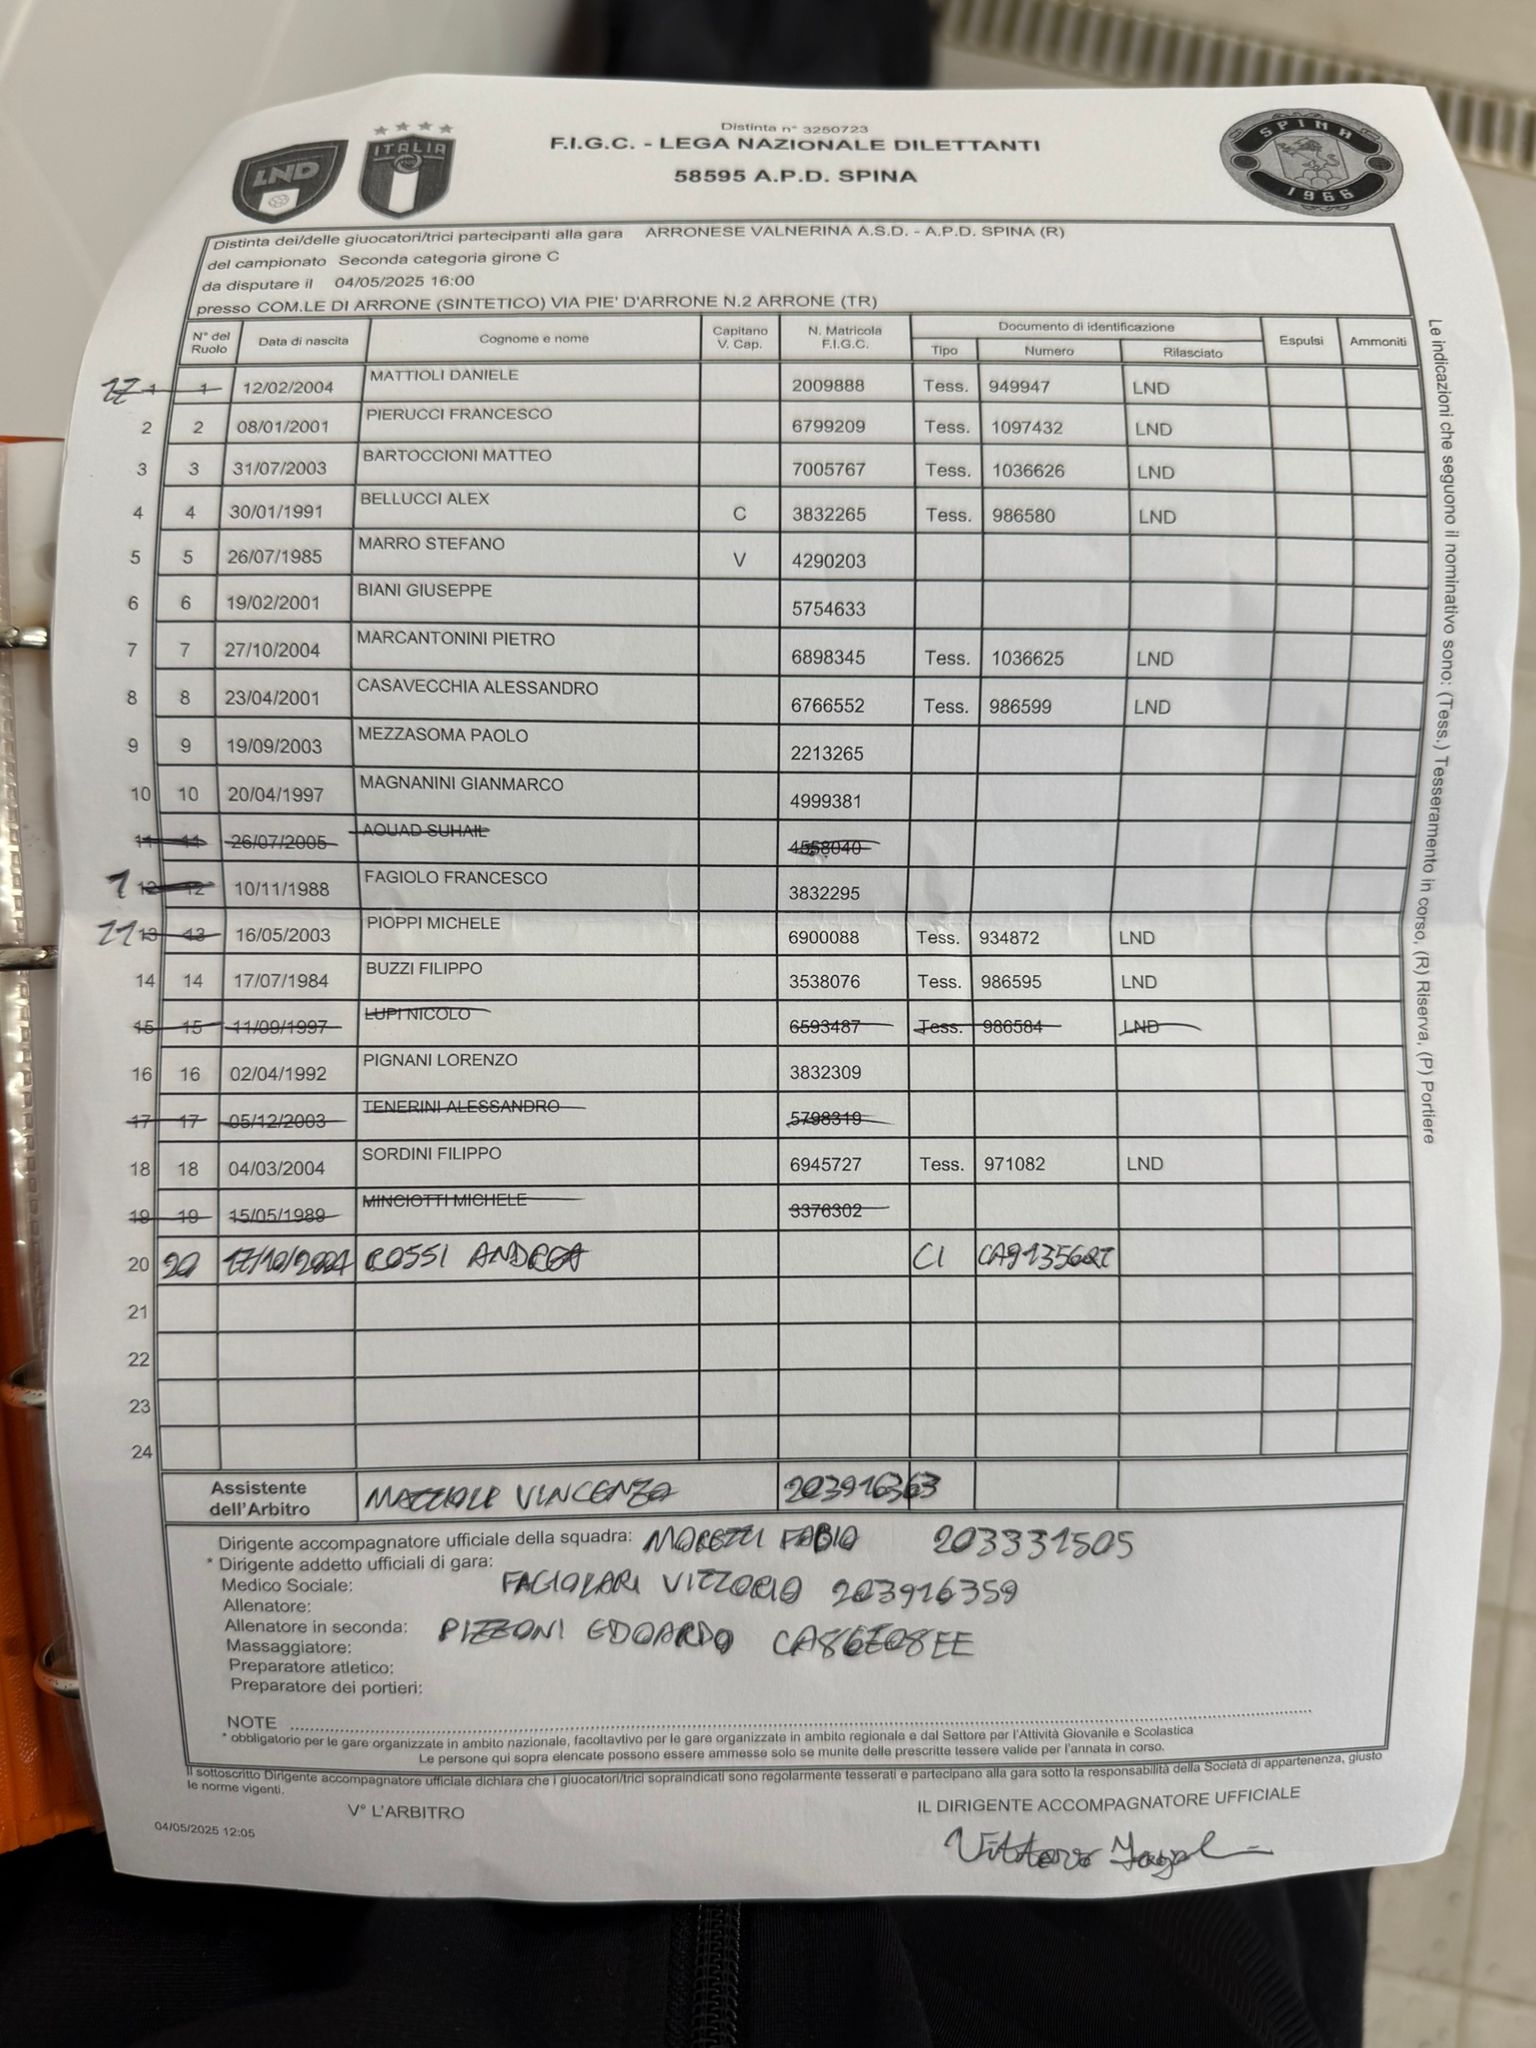 Distinta n° 3250723
F.I.G.C. - LEGA NAZIONALE DILETTANTI
58595 A.P.D. SPINA
LND
ITALIA
SPINA
1966
Distinta dei/delle giuocatori/trici partecipanti alla gara ARRONESE VALNERINA A.S.D. - A.P.D. SPINA (R)
del campionato Seconda categoria girone C
da disputare il 04/05/2025 16:00
presso COM.LE DI ARRONE (SINTETICO) VIA PIE' D'ARRONE N.2 ARRONE (TR)
N° del Ruolo Data di nascita Cognome e nome Capitano V. Cap. N. Matricola F.I.G.C. Documento di identificazione Espulsi Ammoniti
Tipo Numero Rilasciato
12 1 1 12/02/2004 MATTIOLI DANIELE 2009888 Tess. 949947 LND
2 2 08/01/2001 PIERUCCI FRANCESCO 6799209 Tess. 1097432 LND
3 3 31/07/2003 BARTOCCIONI MATTEO 7005767 Tess. 1036626 LND
4 4 30/01/1991 BELLUCCI ALEX C 3832265 Tess. 986580 LND
5 5 26/07/1985 MARRO STEFANO V 4290203
6 6 19/02/2001 BIANI GIUSEPPE 5754633
7 7 27/10/2004 MARCANTONINI PIETRO 6898345 Tess. 1036625 LND
8 8 23/04/2001 CASAVECCHIA ALESSANDRO 6766552 Tess. 986599 LND
9 9 19/09/2003 MEZZASOMA PAOLO 2213265
10 10 20/04/1997 MAGNANINI GIANMARCO 4999381
11 11 26/07/2005 AOUAD SUHAIL 4558040
1 12 12 10/11/1988 FAGIOLO FRANCESCO 3832295
11 13 13 16/05/2003 PIOPPI MICHELE 6900088 Tess. 934872 LND
14 14 17/07/1984 BUZZI FILIPPO 3538076 Tess. 986595 LND
15 15 11/09/1997 LUPI NICOLO 6593487 Tess. 986584 LND
16 16 02/04/1992 PIGNANI LORENZO 3832309
17 17 05/12/2003 TENERINI ALESSANDRO 5798319
18 18 04/03/2004 SORDINI FILIPPO 6945727 Tess. 971082 LND
19 19 15/05/1989 MINCIOTTI MICHELE 3376302
20 20 ROSSI ANDREA CI
21
22
23
24
Assistente dell'Arbitro MATTIOLI VINCENZO 203916363
Dirigente accompagnatore ufficiale della squadra: MORETTI FABIO 203331505
* Dirigente addetto ufficiali di gara:
Medico Sociale: FAGIOLARI VITTORIO 203916359
Allenatore:
Allenatore in seconda: PIZZONI EDOARDO
Massaggiatore:
Preparatore atletico:
Preparatore dei portieri:
NOTE
* obbligatorio per le gare organizzate in ambito nazionale, facoltavtivo per le gare organizzate in ambito regionale e dal Settore per l'Attività Giovanile e Scolastica
Le persone qui sopra elencate possono essere ammesse solo se munite delle prescritte tessere valide per l'annata in corso.
Il sottoscritto Dirigente accompagnatore ufficiale dichiara che i giuocatori/trici sopraindicati sono regolarmente tesserati e partecipano alla gara sotto la responsabilità della Società di appartenenza, giusto
le norme vigenti.
V° L'ARBITRO IL DIRIGENTE ACCOMPAGNATORE UFFICIALE
04/05/2025 12:05
Le indicazioni che seguono il nominativo sono: (Tess.) Tesseramento in corso, (R) Riserva, (P) Portiere